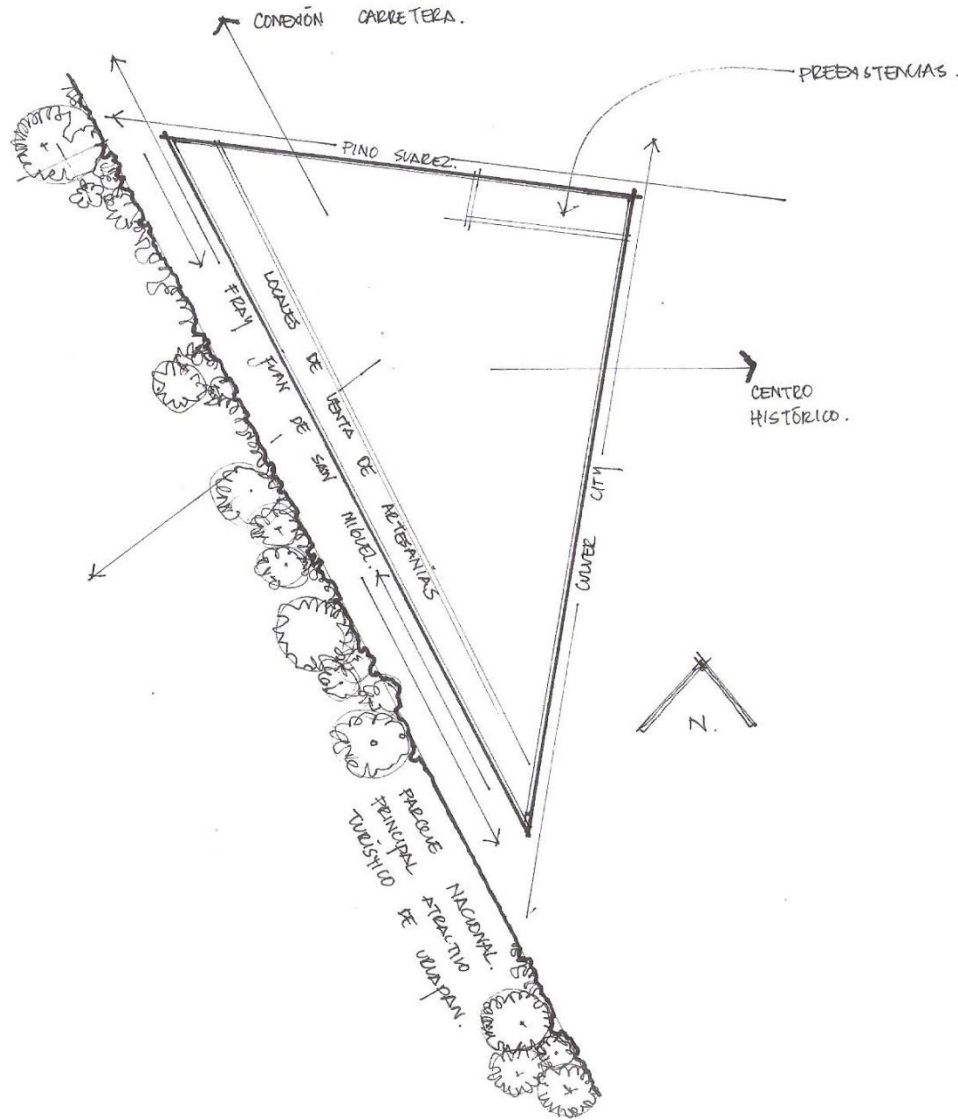 CONEXIÓN CARRETERA.
PREEXISTENCIAS.
PINO SUAREZ.
LOCALES DE VENTA DE ARTESANÍAS
FRAY JUAN DE SAN MIGUEL.
CENTRO
HISTÓRICO.
CULVER CITY
N.
PARQUE NACIONAL.
PRINCIPAL ATRACTIVO
TURÍSTICO DE URUAPAN.